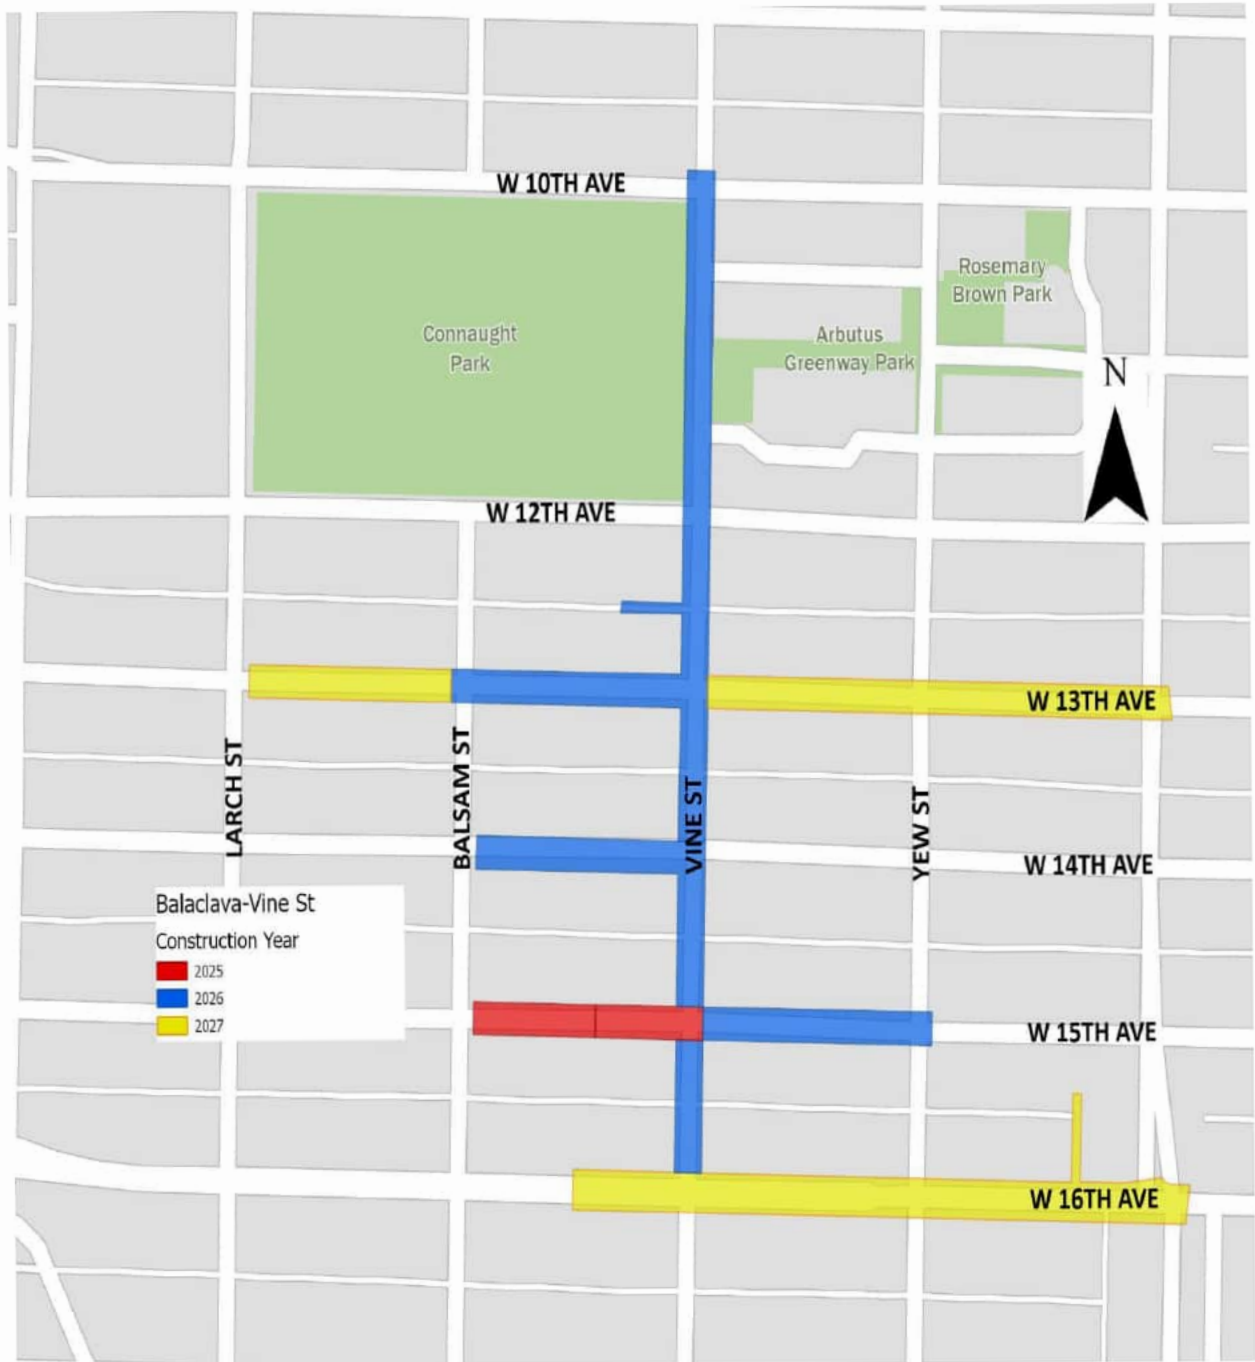 W 10TH AVE
Rosemary
Brown Park
Connaught
Park
Arbutus
Greenway Park
N
W 12TH AVE
W 13TH AVE
LARCH ST
BALSAM ST
VINE ST
YEW ST
W 14TH AVE
Balaclava-Vine St
Construction Year
2025
2026
2027
W 15TH AVE
W 16TH AVE